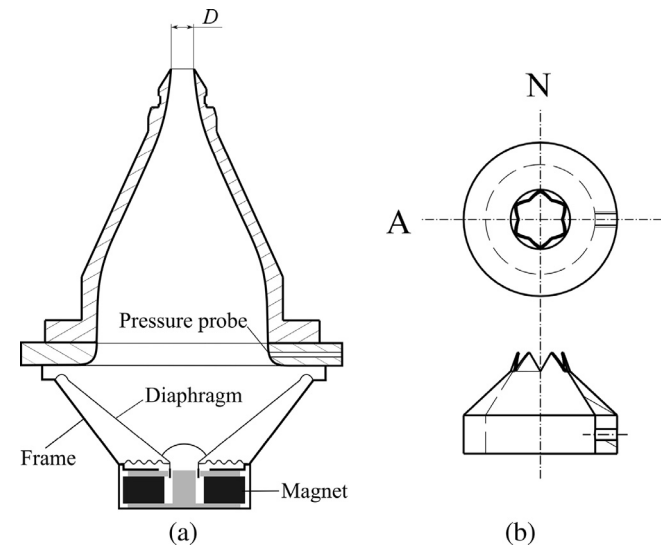 D
N
A
Pressure probe
Diaphragm
Frame
Magnet
(a)
(b)